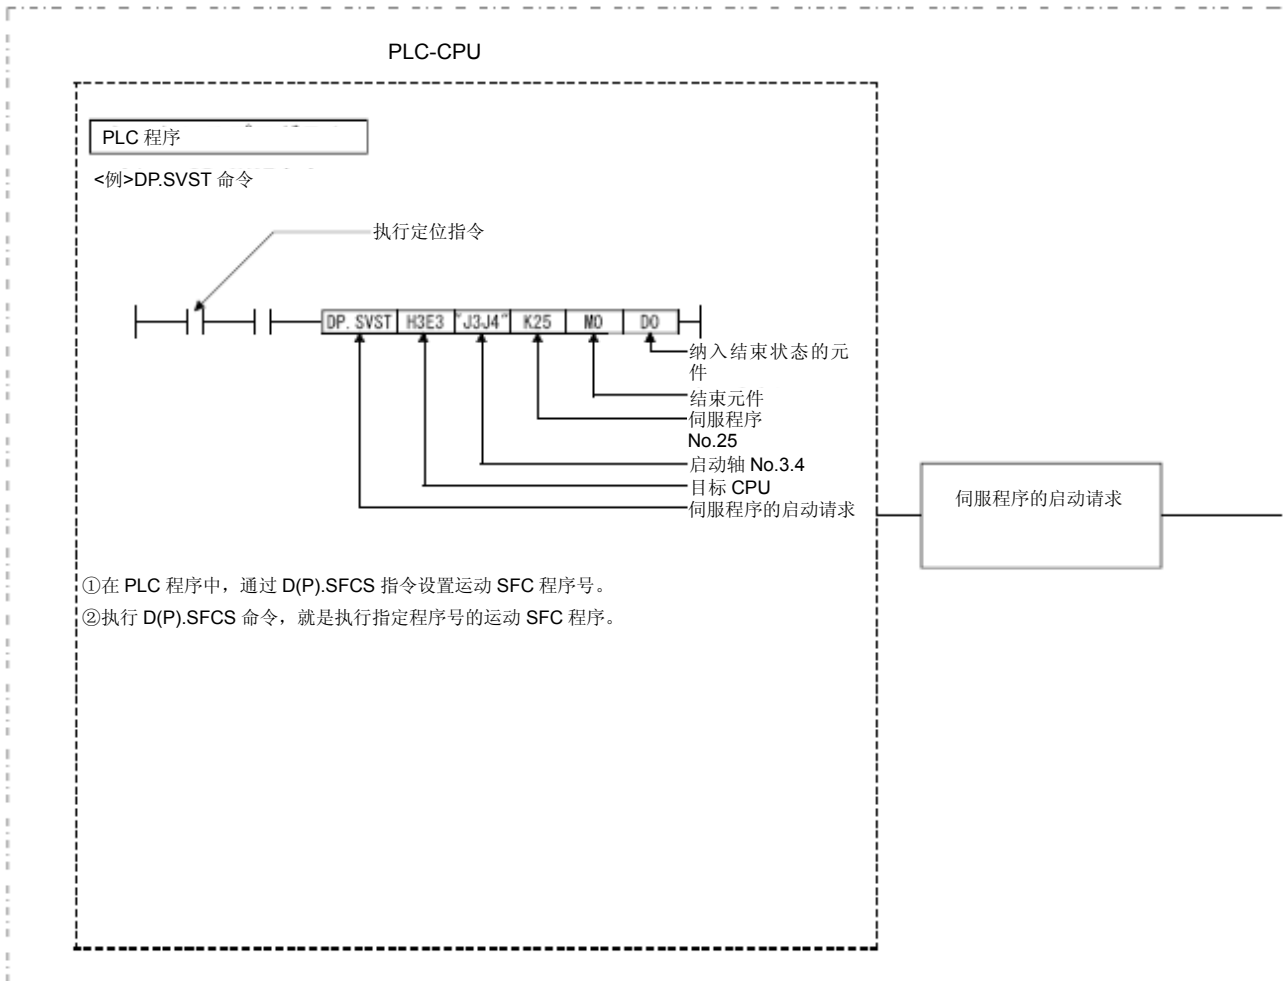 PLC-CPU
PLC 程序
<例>DP.SVST 命令
执行定位指令
DP. SVST H3E3 "J3J4" K25 M0 D0
纳入结束状态的元
件
结束元件
伺服程序
No.25
启动轴 No.3.4
目标 CPU
伺服程序的启动请求
伺服程序的启动请求
①在 PLC 程序中，通过 D(P).SFCS 指令设置运动 SFC 程序号。
②执行 D(P).SFCS 命令，就是执行指定程序号的运动 SFC 程序。